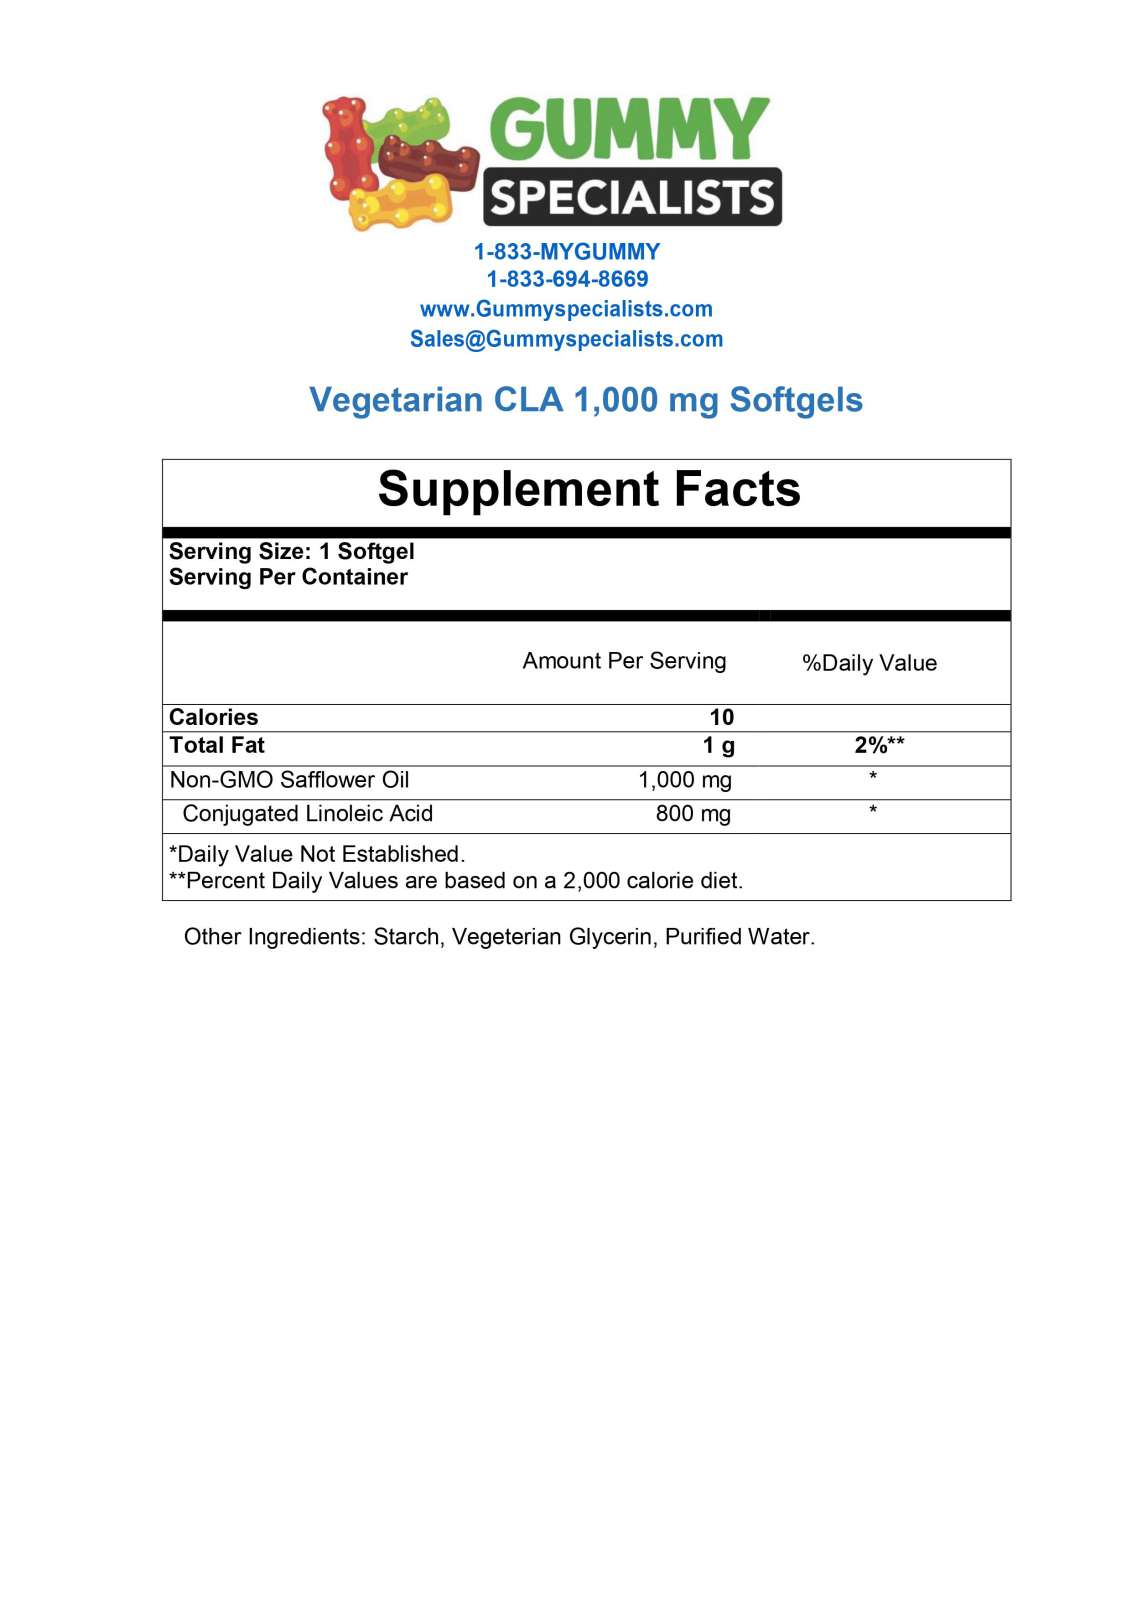 GUMMY
SPECIALISTS
1-833-MYGUMMY
1-833-694-8669
www.Gummyspecialists.com
Sales@Gummyspecialists.com
Vegetarian CLA 1,000 mg Softgels
Supplement Facts
Serving Size: 1 Softgel
Serving Per Container
Amount Per Serving %Daily Value
Calories 10
Total Fat 1 g 2%**
Non-GMO Safflower Oil 1,000 mg *
Conjugated Linoleic Acid 800 mg *
*Daily Value Not Established.
**Percent Daily Values are based on a 2,000 calorie diet.
Other Ingredients: Starch, Vegeterian Glycerin, Purified Water.